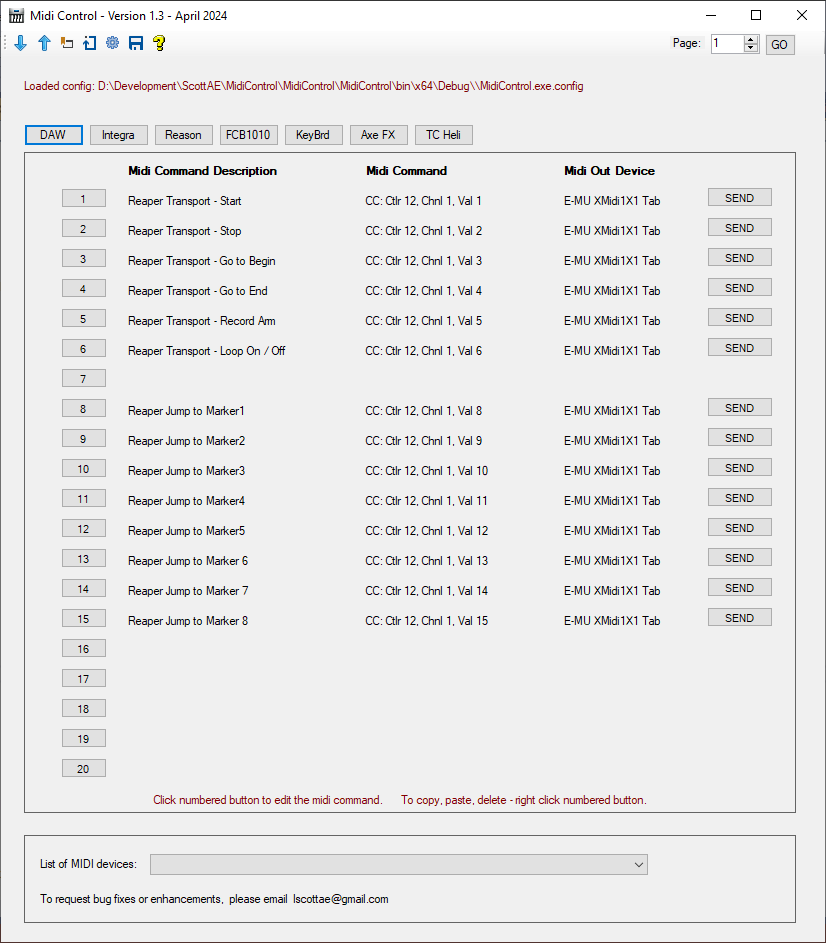 Midi Control - Version 1.3 - April 2024
Page: 1 GO
Loaded config: D:\Development\ScottAE\MidiControl\MidiControl\MidiControl\bin\x64\Debug\\MidiControl.exe.config
DAW Integra Reason FCB1010 KeyBrd Axe FX TC Heli
Midi Command Description Midi Command Midi Out Device
1 Reaper Transport - Start CC: Ctlr 12, Chnl 1, Val 1 E-MU XMidi1X1 Tab SEND
2 Reaper Transport - Stop CC: Ctlr 12, Chnl 1, Val 2 E-MU XMidi1X1 Tab SEND
3 Reaper Transport - Go to Begin CC: Ctlr 12, Chnl 1, Val 3 E-MU XMidi1X1 Tab SEND
4 Reaper Transport - Go to End CC: Ctlr 12, Chnl 1, Val 4 E-MU XMidi1X1 Tab SEND
5 Reaper Transport - Record Arm CC: Ctlr 12, Chnl 1, Val 5 E-MU XMidi1X1 Tab SEND
6 Reaper Transport - Loop On / Off CC: Ctlr 12, Chnl 1, Val 6 E-MU XMidi1X1 Tab SEND
7
8 Reaper Jump to Marker1 CC: Ctlr 12, Chnl 1, Val 8 E-MU XMidi1X1 Tab SEND
9 Reaper Jump to Marker2 CC: Ctlr 12, Chnl 1, Val 9 E-MU XMidi1X1 Tab SEND
10 Reaper Jump to Marker3 CC: Ctlr 12, Chnl 1, Val 10 E-MU XMidi1X1 Tab SEND
11 Reaper Jump to Marker4 CC: Ctlr 12, Chnl 1, Val 11 E-MU XMidi1X1 Tab SEND
12 Reaper Jump to Marker5 CC: Ctlr 12, Chnl 1, Val 12 E-MU XMidi1X1 Tab SEND
13 Reaper Jump to Marker 6 CC: Ctlr 12, Chnl 1, Val 13 E-MU XMidi1X1 Tab SEND
14 Reaper Jump to Marker 7 CC: Ctlr 12, Chnl 1, Val 14 E-MU XMidi1X1 Tab SEND
15 Reaper Jump to Marker 8 CC: Ctlr 12, Chnl 1, Val 15 E-MU XMidi1X1 Tab SEND
16
17
18
19
20
Click numbered button to edit the midi command. To copy, paste, delete - right click numbered button.
List of MIDI devices:
To request bug fixes or enhancements, please email lscottae@gmail.com